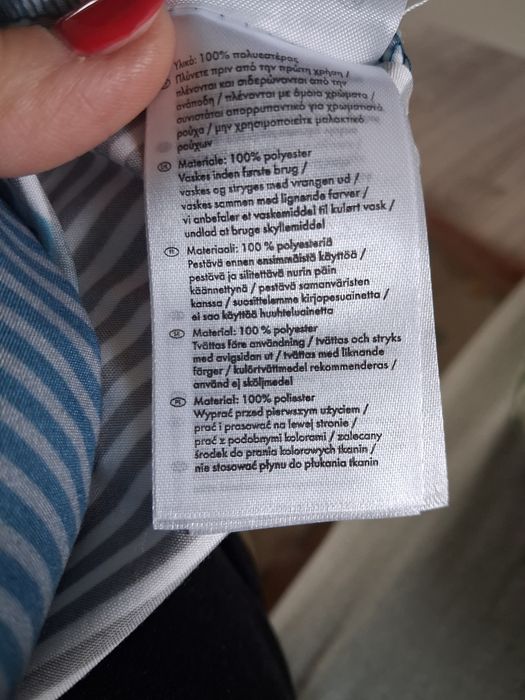 Υλικό: 100% πολυεστέρας
Πλύνετε πριν από την πρώτη χρήση /
πλένονται και σιδερώνονται από την
ανάποδη / πλένονται με όμοια χρώματα /
συνιστάται απορρυπαντικό για χρωματιστά
ρούχα / μην χρησιμοποιείτε μαλακτικό
ρούχων
DK Materiale: 100% polyester
Vaskes inden første brug /
vaskes og stryges med vrangen ud /
vaskes sammen med lignende farver /
vi anbefaler et vaskemiddel til kulørt vask /
undlad at bruge skyllemiddel
FI Materiaali: 100 % polyesteriä
Pestävä ennen ensimmäistä käyttöä /
pestävä ja silitettävä nurin päin
käännettynä / pestävä samanväristen
kanssa / suosittelemme kirjopesuainetta /
ei saa käyttää huuhteluainetta
SE Material: 100 % polyester
Tvättas före användning / tvättas och stryks
med avigsidan ut / tvättas med liknande
färger / kulörtvättmedel rekommenderas /
använd ej sköljmedel
PL Materiał: 100% poliester
Wyprać przed pierwszym użyciem /
prać i prasować na lewej stronie /
prać z podobnymi kolorami / zalecany
środek do prania kolorowych tkanin /
nie stosować płynu do płukania tkanin